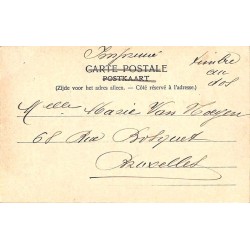 Imprimé
timbre
au
dos
CARTE POSTALE
POSTKAART
(Zijde voor het adres alleen. - Côté réservé à l'adresse.)
Melle Marie Van
68 Rue Bosquet
Bruxelles